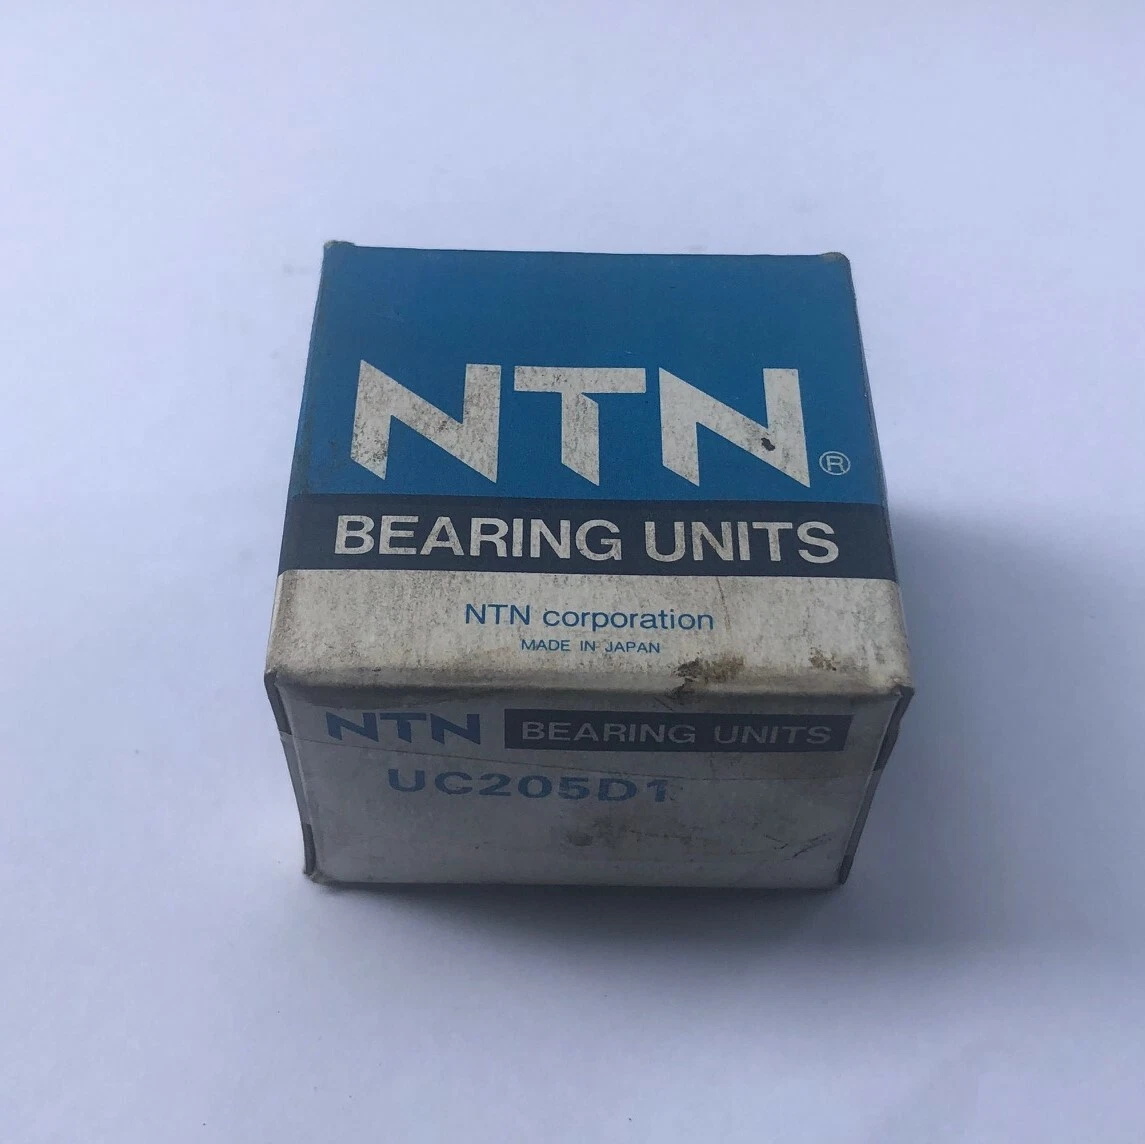 NTN®
BEARING UNITS
NTN corporation
MADE IN JAPAN
NTN BEARING UNITS
UC205D1